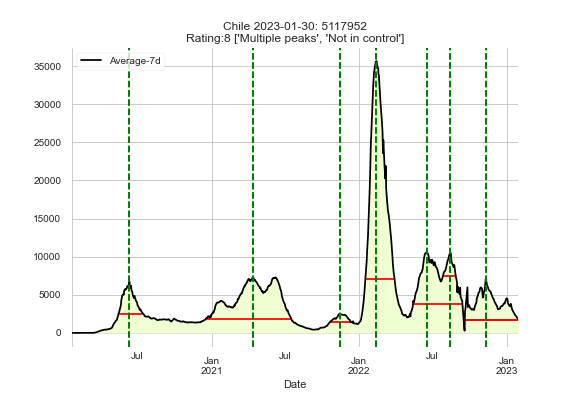 Chile 2023-01-30: 5117952
Rating:8 ['Multiple peaks', 'Not in control']
Average-7d
35000
30000
25000
20000
15000
10000
5000
0
Jul
Jan
2021
Jul
Jan
2022
Jul
Jan
2023
Date